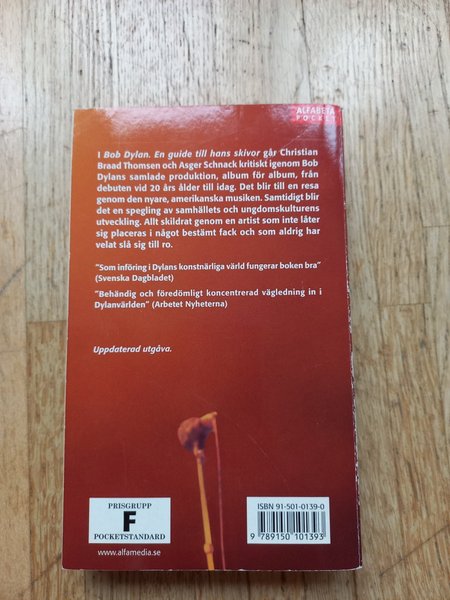 ALFABETA
POCKET
I Bob Dylan. En guide till hans skivor går Christian
Braad Thomsen och Asger Schnack kritiskt igenom Bob
Dylans samlade produktion, album för album, från
debuten vid 20 års ålder till idag. Det blir till en resa
genom den nyare, amerikanska musiken. Samtidigt blir
det en spegling av samhällets och ungdomskulturens
utveckling. Allt skildrat genom en artist som inte låter
sig placeras i något bestämt fack och som aldrig har
velat slå sig till ro.
"Som införing i Dylans konstnärliga värld fungerar boken bra"
(Svenska Dagbladet)
"Behändig och föredömligt koncentrerad vägledning in i
Dylanvärlden" (Arbetet Nyheterna)
Uppdaterad utgåva.
PRISGRUPP
F
POCKETSTANDARD
www.alfamedia.se
ISBN 91-501-0139-0
9 789150 101393